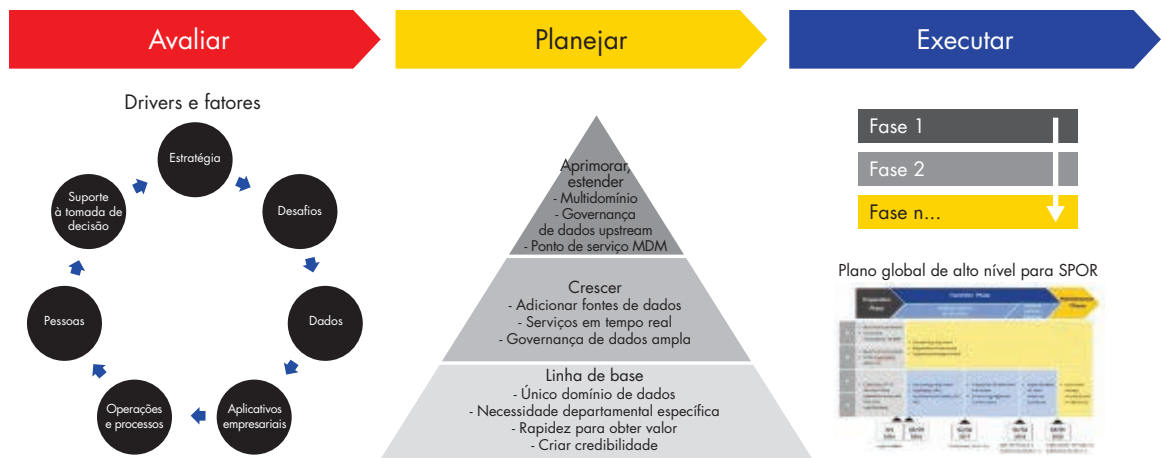 Avaliar
Planejar
Executar
Drivers e fatores
Estratégia
Desafios
Dados
Aplicativos
empresariais
Operações
e processos
Pessoas
Suporte
à tomada de
decisão
Aprimorar,
estender
- Multidomínio
- Governança
de dados upstream
- Ponto de serviço MDM
Crescer
- Adicionar fontes de dados
- Serviços em tempo real
- Governança de dados ampla
Linha de base
- Único domínio de dados
- Necessidade departamental específica
- Rapidez para obter valor
- Criar credibilidade
Fase 1
Fase 2
Fase n...
Plano global de alto nível para SPOR